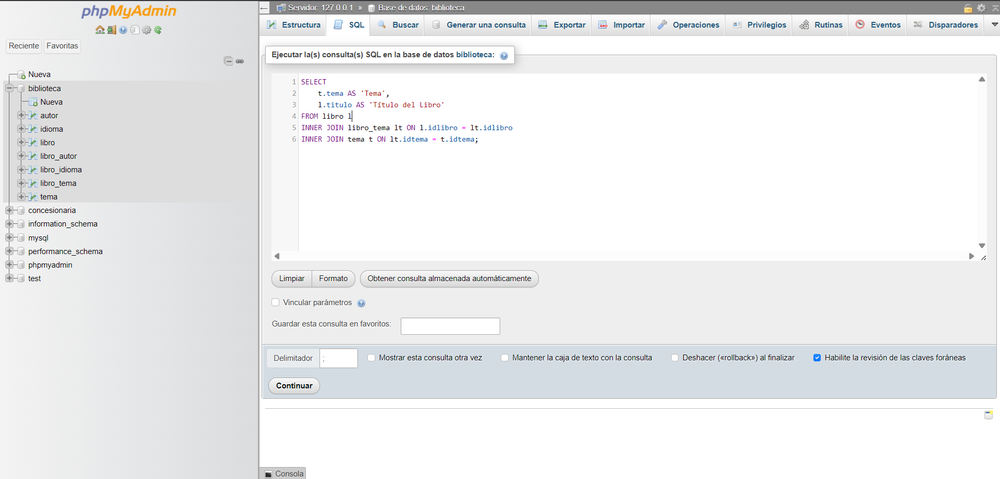 phpMyAdmin
Reciente
Favoritas
Nueva
biblioteca
Nueva
autor
idioma
libro
libro_autor
libro_idioma
libro_tema
tema
concesionaria
information_schema
mysql
performance_schema
phpmyadmin
test
Servidor: 127.0.0.1 » Base de datos: biblioteca
Estructura SQL Buscar Generar una consulta Exportar Importar Operaciones Privilegios Rutinas Eventos Disparadores
Ejecutar la(s) consulta(s) SQL en la base de datos biblioteca:
1 SELECT
2 t.tema AS 'Tema',
3 l.titulo AS 'Título del Libro'
4 FROM libro l
5 INNER JOIN libro_tema lt ON l.idlibro = lt.idlibro
6 INNER JOIN tema t ON lt.idtema = t.idtema;
Limpiar Formato Obtener consulta almacenada automáticamente
Vincular parámetros
Guardar esta consulta en favoritos:
Delimitador ; Mostrar esta consulta otra vez Mantener la caja de texto con la consulta Deshacer («rollback») al finalizar Habilite la revisión de las claves foráneas
Continuar
Consola